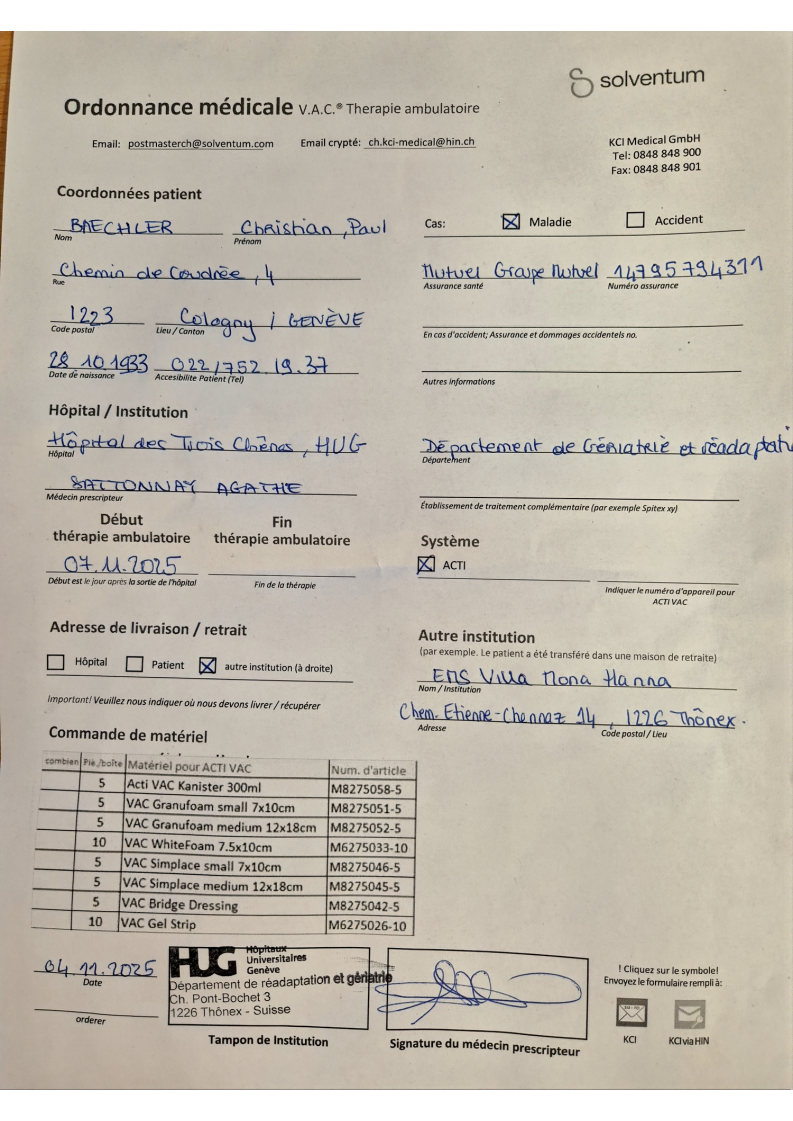 solventum
Ordonnance médicale V.A.C.® Therapie ambulatoire
Email: postmasterch@solventum.com Email crypté: ch.kci-medical@hin.ch
KCI Medical GmbH
Tel: 0848 848 900
Fax: 0848 848 901
Coordonnées patient
BAECHLER Christian, Paul
Nom Prénom
Cas: Maladie Accident
Chemin de Coudrée, 4
Rue
Mutuel Groupe Mutuel 14795794311
Assurance santé Numéro assurance
1223 Cologny / GENÈVE
Code postal Lieu / Canton
En cas d'accident; Assurance et dommages accidentels no.
28.10.1933 022/752.19.37
Date de naissance Accesibilite Patient (Tel)
Autres informations
Hôpital / Institution
Hôpital des Trois Chênes, HUG
Hôpital
Département de Gériatrie et réadaptati
Département
SATTONNAY AGATHE
Médecin prescripteur
Établissement de traitement complémentaire (par exemple Spitex xy)
Début thérapie ambulatoire
Fin thérapie ambulatoire
07.11.2025
Début est le jour après la sortie de l'hôpital Fin de la thérapie
Système
ACTI
Indiquer le numéro d'appareil pour
ACTI VAC
Adresse de livraison / retrait
Hôpital Patient autre institution (à droite)
Important! Veuillez nous indiquer où nous devons livrer / récupérer
Autre institution
(par exemple. Le patient a été transféré dans une maison de retraite)
EMS Villa Mona Hanna
Nom / Institution
Chem. Etienne-Chennaz 14, 1226 Thônex.
Adresse Code postal / Lieu
Commande de matériel
combien Piè./boîte Matériel pour ACTI VAC Num. d'article
5 Acti VAC Kanister 300ml M8275058-5
5 VAC Granufoam small 7x10cm M8275051-5
5 VAC Granufoam medium 12x18cm M8275052-5
10 VAC WhiteFoam 7.5x10cm M6275033-10
5 VAC Simplace small 7x10cm M8275046-5
5 VAC Simplace medium 12x18cm M8275045-5
5 VAC Bridge Dressing M8275042-5
10 VAC Gel Strip M6275026-10
04.11.2025
Date
orderer
HUG Hôpitaux
Universitaires
Genève
Département de réadaptation et gériatrie
Ch. Pont-Bochet 3
1226 Thônex - Suisse
Tampon de Institution
Signature du médecin prescripteur
! Cliquez sur le symbole!
Envoyez le formulaire rempli à:
KCI KCI via HIN